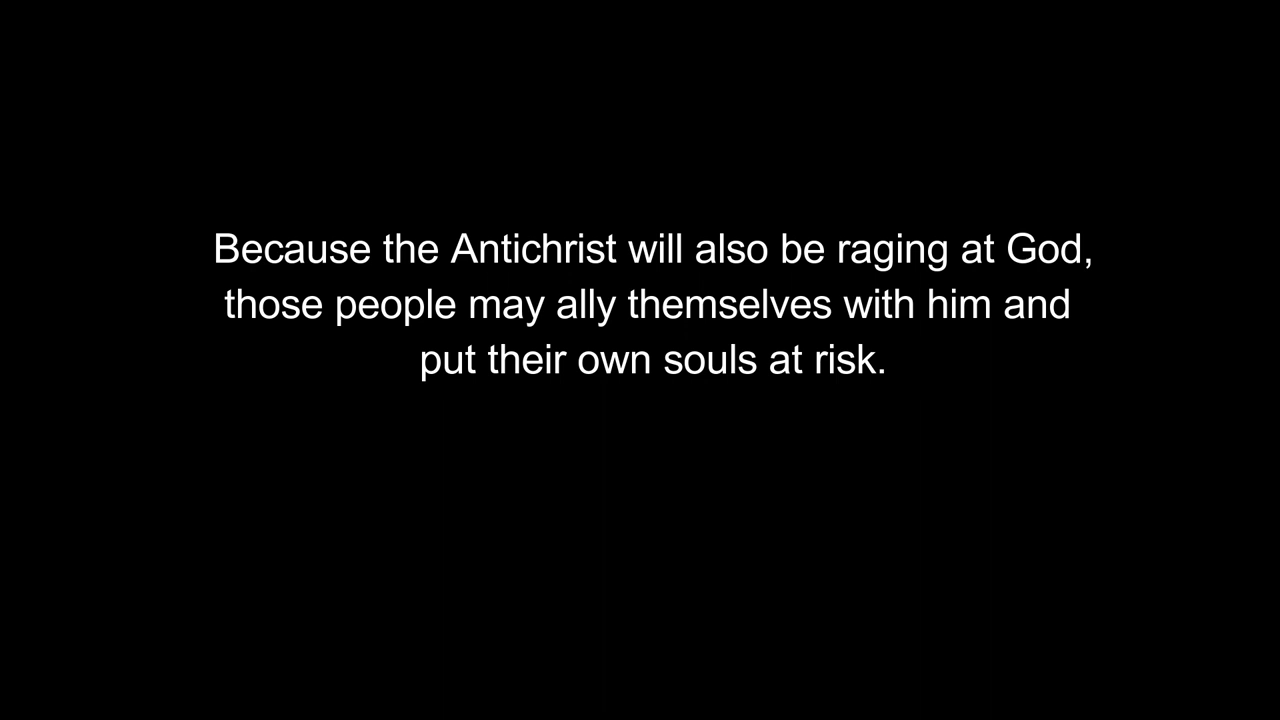 Because the Antichrist will also be raging at God,
those people may ally themselves with him and
put their own souls at risk.